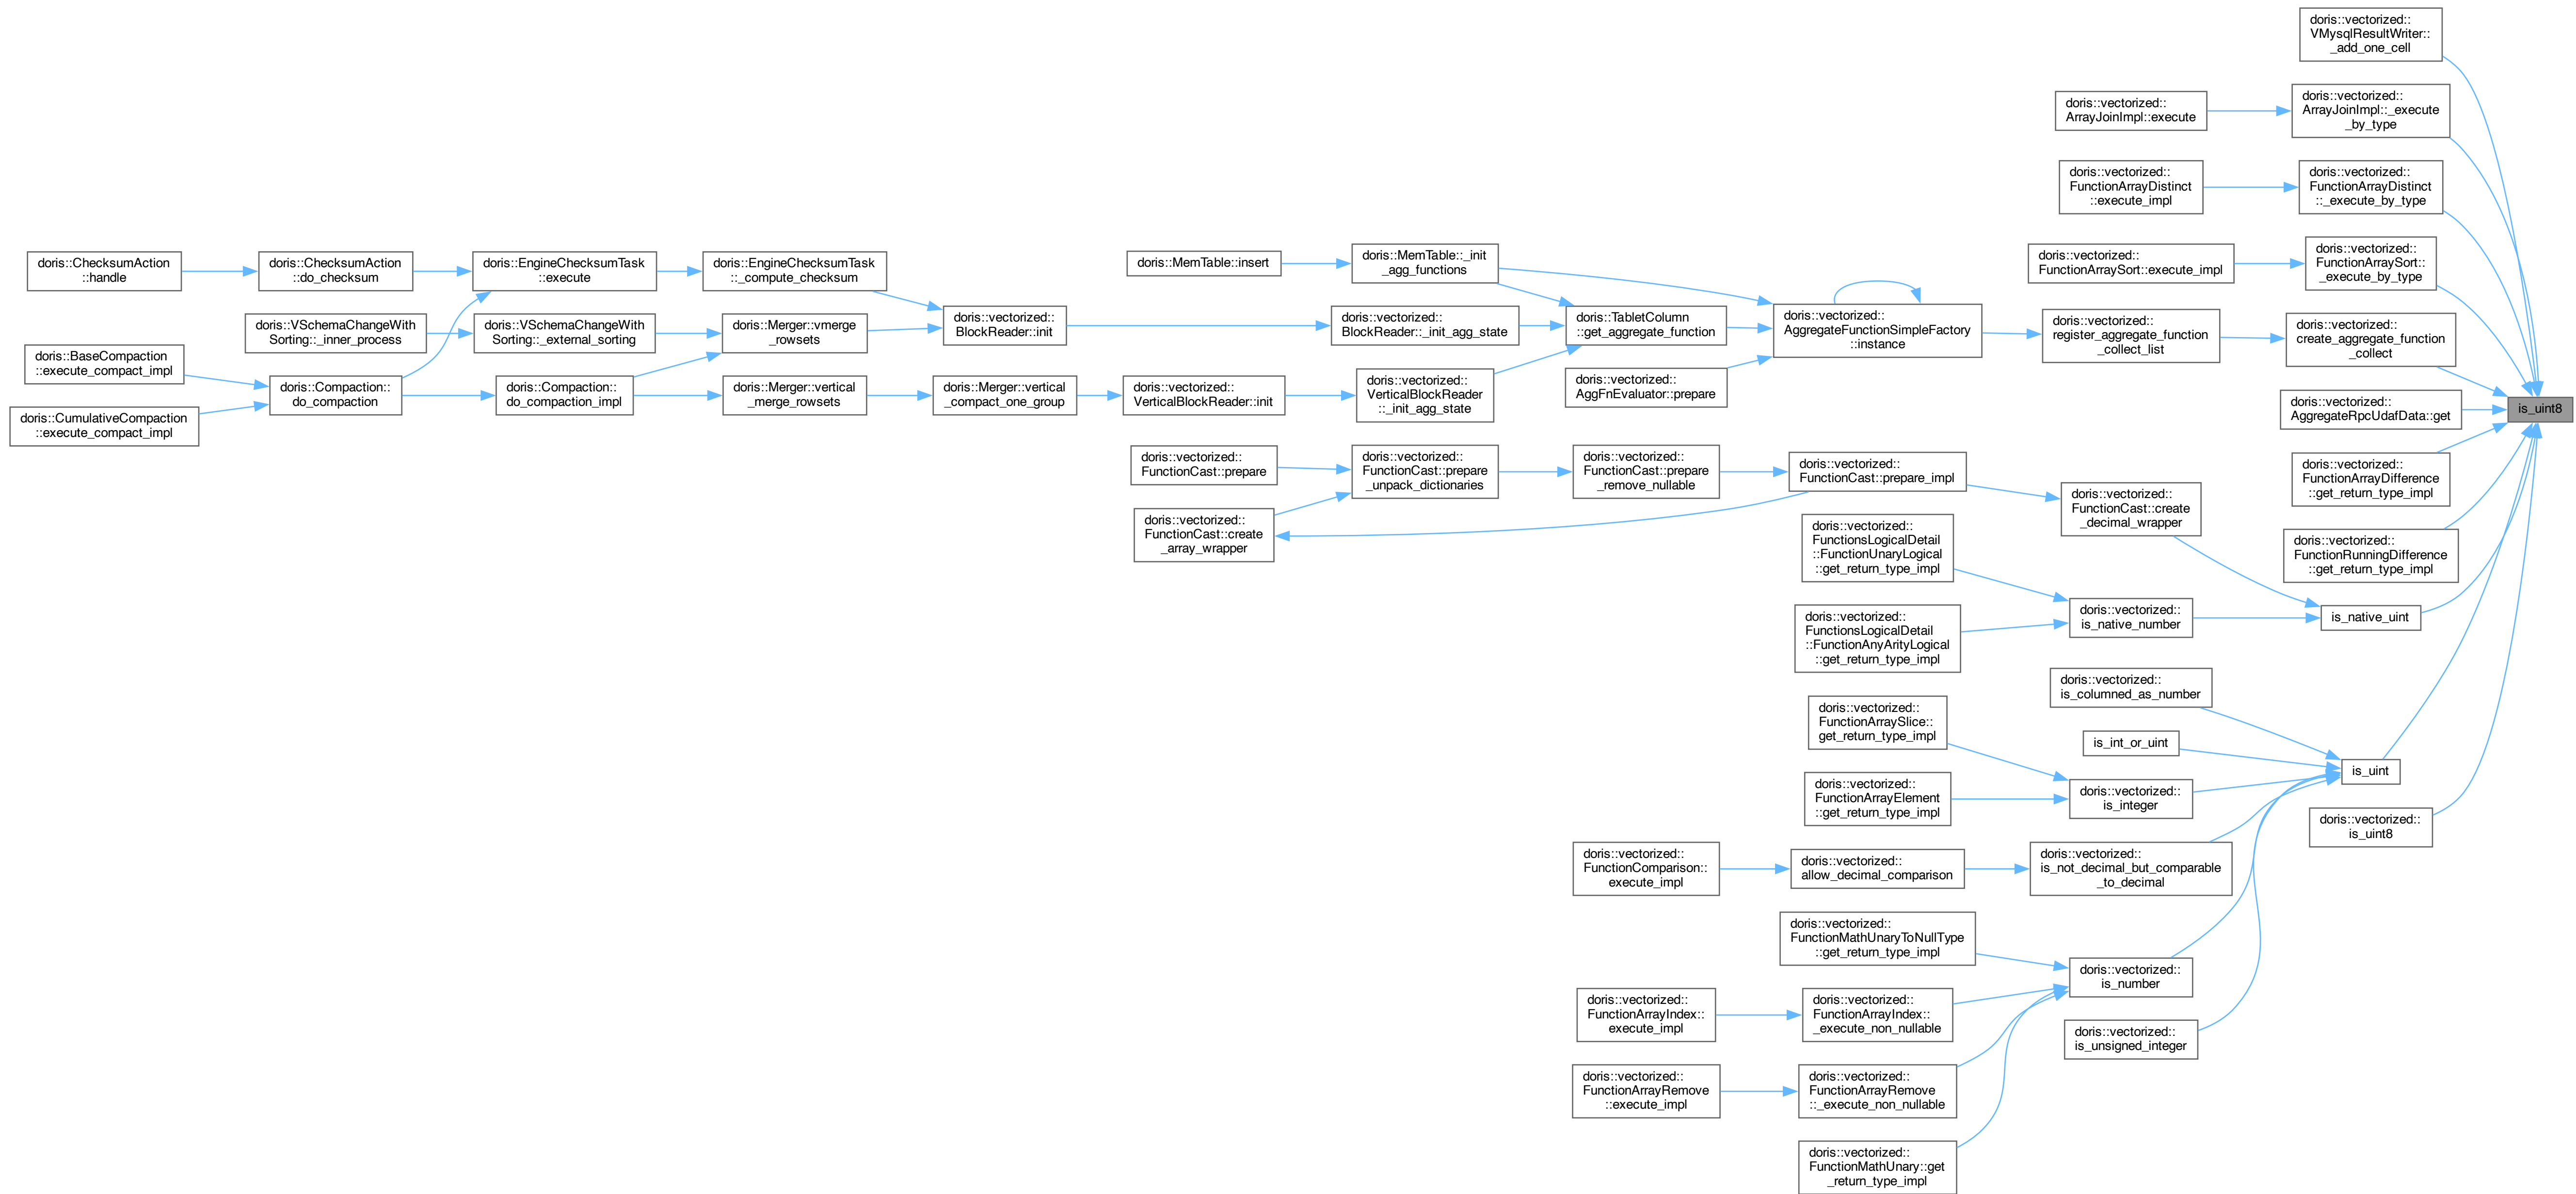 doris::vectorized::
VMysqlResultWriter::
_add_one_cell
doris::vectorized::
ArrayJoinImpl::execute
doris::vectorized::
ArrayJoinImpl::_execute
_by_type
doris::vectorized::
FunctionArrayDistinct
::execute_impl
doris::vectorized::
FunctionArrayDistinct
::_execute_by_type
doris::ChecksumAction
::handle
doris::ChecksumAction
::do_checksum
doris::EngineChecksumTask
::execute
doris::EngineChecksumTask
::_compute_checksum
doris::MemTable::insert
doris::MemTable::_init
_agg_functions
doris::vectorized::
FunctionArraySort::execute_impl
doris::vectorized::
FunctionArraySort::
_execute_by_type
doris::VSchemaChangeWith
Sorting::_inner_process
doris::VSchemaChangeWith
Sorting::_external_sorting
doris::Merger::vmerge
_rowsets
doris::vectorized::
BlockReader::init
doris::vectorized::
BlockReader::_init_agg_state
doris::TabletColumn
::get_aggregate_function
doris::vectorized::
AggregateFunctionSimpleFactory
::instance
doris::vectorized::
register_aggregate_function
_collect_list
doris::vectorized::
create_aggregate_function
_collect
doris::BaseCompaction
::execute_compact_impl
doris::CumulativeCompaction
::execute_compact_impl
doris::Compaction::
do_compaction
doris::Compaction::
do_compaction_impl
doris::Merger::vertical
_merge_rowsets
doris::Merger::vertical
_compact_one_group
doris::vectorized::
VerticalBlockReader::init
doris::vectorized::
VerticalBlockReader
::_init_agg_state
doris::vectorized::
AggFnEvaluator::prepare
doris::vectorized::
AggregateRpcUdafData::get
is_uint8
doris::vectorized::
FunctionCast::prepare
doris::vectorized::
FunctionCast::create
_array_wrapper
doris::vectorized::
FunctionCast::prepare
_unpack_dictionaries
doris::vectorized::
FunctionCast::prepare
_remove_nullable
doris::vectorized::
FunctionCast::prepare_impl
doris::vectorized::
FunctionCast::create
_decimal_wrapper
doris::vectorized::
FunctionArrayDifference
::get_return_type_impl
doris::vectorized::
FunctionRunningDifference
::get_return_type_impl
doris::vectorized::
FunctionsLogicalDetail
::FunctionUnaryLogical
::get_return_type_impl
doris::vectorized::
FunctionsLogicalDetail
::FunctionAnyArityLogical
::get_return_type_impl
doris::vectorized::
is_native_number
is_native_uint
doris::vectorized::
is_columned_as_number
is_int_or_uint
doris::vectorized::
FunctionArraySlice::
get_return_type_impl
doris::vectorized::
FunctionArrayElement
::get_return_type_impl
doris::vectorized::
is_integer
is_uint
doris::vectorized::
is_uint8
doris::vectorized::
FunctionComparison::
execute_impl
doris::vectorized::
allow_decimal_comparison
doris::vectorized::
is_not_decimal_but_comparable
_to_decimal
doris::vectorized::
FunctionMathUnaryToNullType
::get_return_type_impl
doris::vectorized::
is_number
doris::vectorized::
FunctionArrayIndex::
execute_impl
doris::vectorized::
FunctionArrayIndex::
_execute_non_nullable
doris::vectorized::
is_unsigned_integer
doris::vectorized::
FunctionArrayRemove
::execute_impl
doris::vectorized::
FunctionArrayRemove
::_execute_non_nullable
doris::vectorized::
FunctionMathUnary::get
_return_type_impl